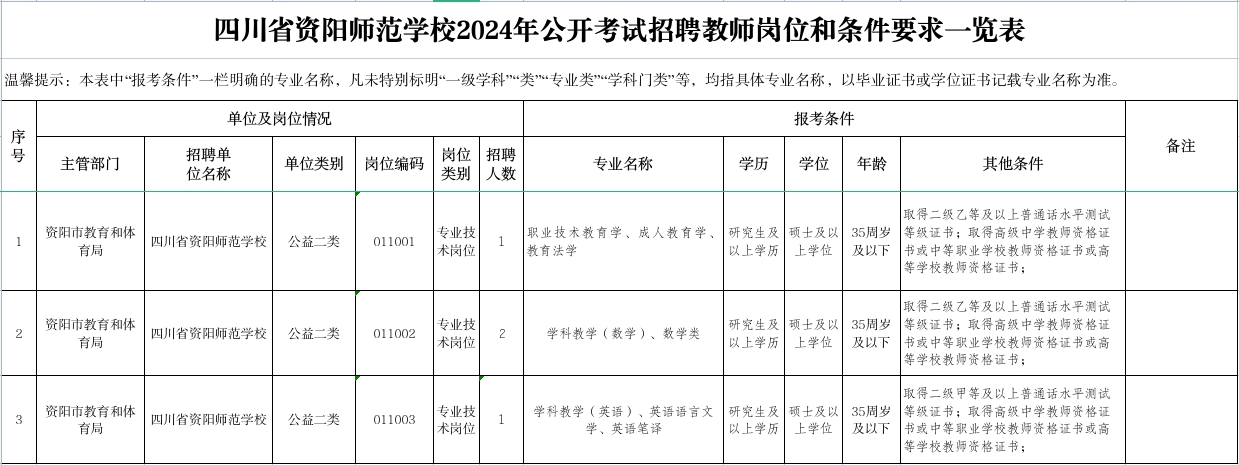 四川省资阳师范学校2024年公开考试招聘教师岗位和条件要求一览表
温馨提示：本表中“报考条件”一栏明确的专业名称，凡未特别标明“一级学科”“类”“专业类”“学科门类”等，均指具体专业名称，以毕业证书或学位证书记载专业名称为准。
序
号
单位及岗位情况
报考条件
备注
主管部门
招聘单
位名称
单位类别
岗位编码
岗位
类别
招聘
人数
专业名称
学历
学位
年龄
其他条件
1
资阳市教育和体
育局
四川省资阳师范学校
公益二类
011001
专业技
术岗位
1
职业技术教育学、成人教育学、
教育法学
研究生及
以上学历
硕士及以
上学位
35周岁
及以下
取得二级乙等及以上普通话水平测试
等级证书；取得高级中学教师资格证
书或中等职业学校教师资格证书或高
等学校教师资格证书；
2
资阳市教育和体
育局
四川省资阳师范学校
公益二类
011002
专业技
术岗位
2
学科教学（数学）、数学类
研究生及
以上学历
硕士及以
上学位
35周岁
及以下
取得二级乙等及以上普通话水平测试
等级证书；取得高级中学教师资格证
书或中等职业学校教师资格证书或高
等学校教师资格证书；
3
资阳市教育和体
育局
四川省资阳师范学校
公益二类
011003
专业技
术岗位
1
学科教学（英语）、英语语言文
学、英语笔译
研究生及
以上学历
硕士及以
上学位
35周岁
及以下
取得二级甲等及以上普通话水平测试
等级证书；取得高级中学教师资格证
书或中等职业学校教师资格证书或高
等学校教师资格证书；